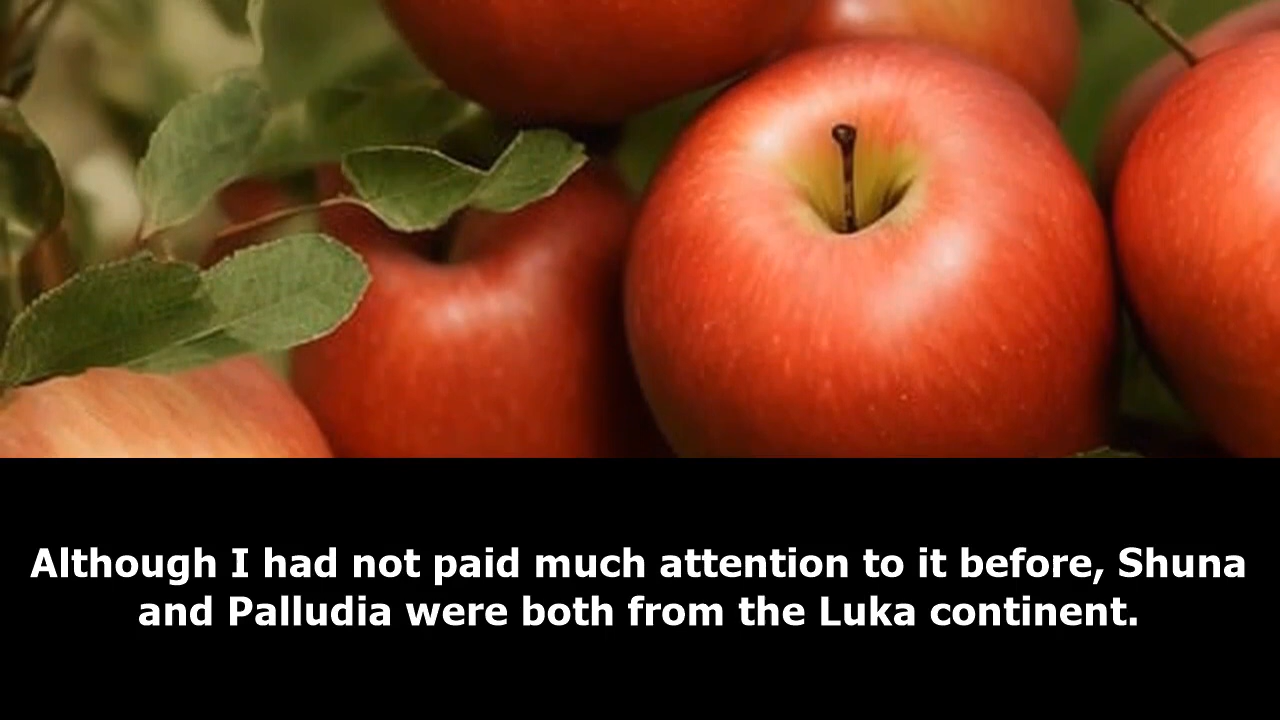 Although I had not paid much attention to it before, Shuna
and Palludia were both from the Luka continent.